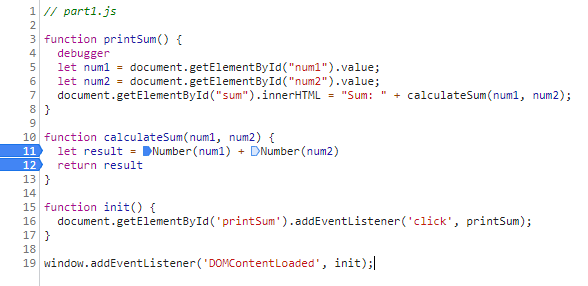 1 // part1.js
2
3 function printSum() {
4   debugger
5   let num1 = document.getElementById("num1").value;
6   let num2 = document.getElementById("num2").value;
7   document.getElementById("sum").innerHTML = "Sum: " + calculateSum(num1, num2);
8 }
9
10 function calculateSum(num1, num2) {
11   let result = Number(num1) + Number(num2)
12   return result
13 }
14
15 function init() {
16   document.getElementById('printSum').addEventListener('click', printSum);
17 }
18
19 window.addEventListener('DOMContentLoaded', init);